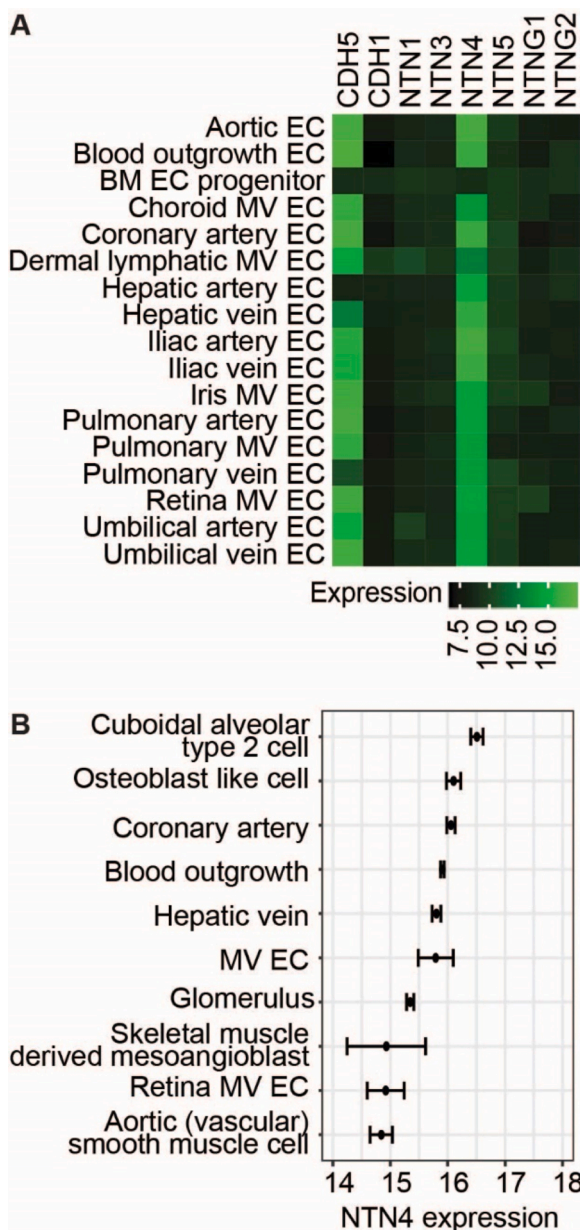 A
CDH5
CDH1
NTN1
NTN3
NTN4
NTN5
NTNG1
NTNG2
Aortic EC
Blood outgrowth EC
BM EC progenitor
Choroid MV EC
Coronary artery EC
Dermal lymphatic MV EC
Hepatic artery EC
Hepatic vein EC
Iliac artery EC
Iliac vein EC
Iris MV EC
Pulmonary artery EC
Pulmonary MV EC
Pulmonary vein EC
Retina MV EC
Umbilical artery EC
Umbilical vein EC
Expression
7.5
10.0
12.5
15.0
B
Cuboidal alveolar
type 2 cell
Osteoblast like cell
Coronary artery
Blood outgrowth
Hepatic vein
MV EC
Glomerulus
Skeletal muscle
derived mesoangioblast
Retina MV EC
Aortic (vascular)
smooth muscle cell
14 15 16 17 18
NTN4 expression